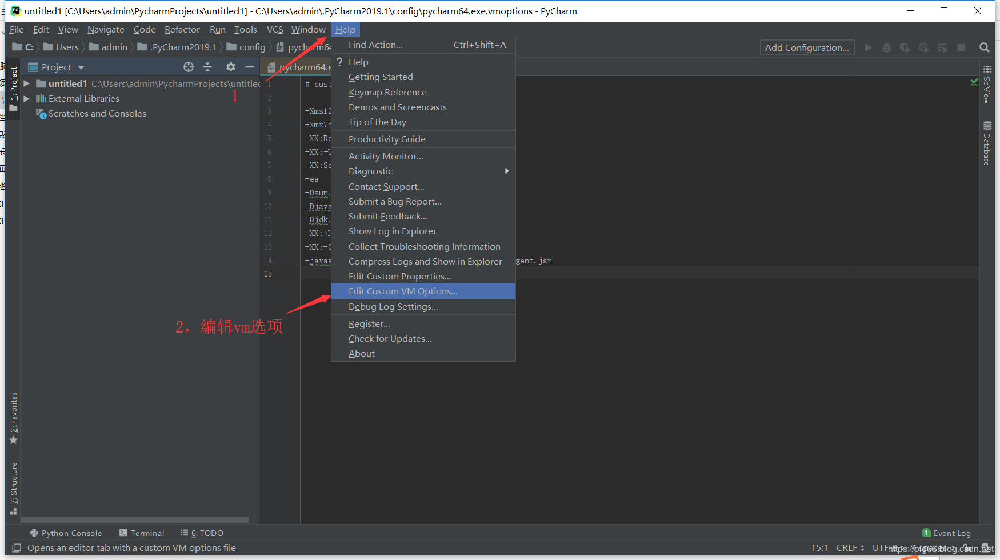 untitled1 [C:\Users\admin\PycharmProjects\untitled1] - C:\Users\admin\.PyCharm2019.1\config\pycharm64.exe.vmoptions - PyCharm
File Edit View Navigate Code Refactor Run Tools VCS Window Help
C: Users admin .PyCharm2019.1 config pycharm64
Add Configuration...
Project
pycharm64.e
untitled1 C:\Users\admin\PycharmProjects\untitled
External Libraries
Scratches and Consoles
1
1: Project
2: Favorites
7: Structure
1 # cust
2
3 -Xms12
4 -Xmx75
5 -XX:Re
6 -XX:+U
7 -XX:So
8 -ea
9 -Dsun.
10 -Djava
11 -Djdk.
12 -XX:+H
13 -XX:-O
14 -javaa gent.jar
15
Find Action... Ctrl+Shift+A
? Help
Getting Started
Keymap Reference
Demos and Screencasts
Tip of the Day
Productivity Guide
Activity Monitor...
Diagnostic
Contact Support...
Submit a Bug Report...
Submit Feedback...
Show Log in Explorer
Collect Troubleshooting Information
Compress Logs and Show in Explorer
Edit Custom Properties...
Edit Custom VM Options...
Debug Log Settings...
Register...
Check for Updates...
About
2，编辑vm选项
SciView
Database
Python Console Terminal 6: TODO
1 Event Log
Opens an editor tab with a custom VM options file
15:1 CRLF UTF-8 4 spaces
https://pig66.blog.csdn.net